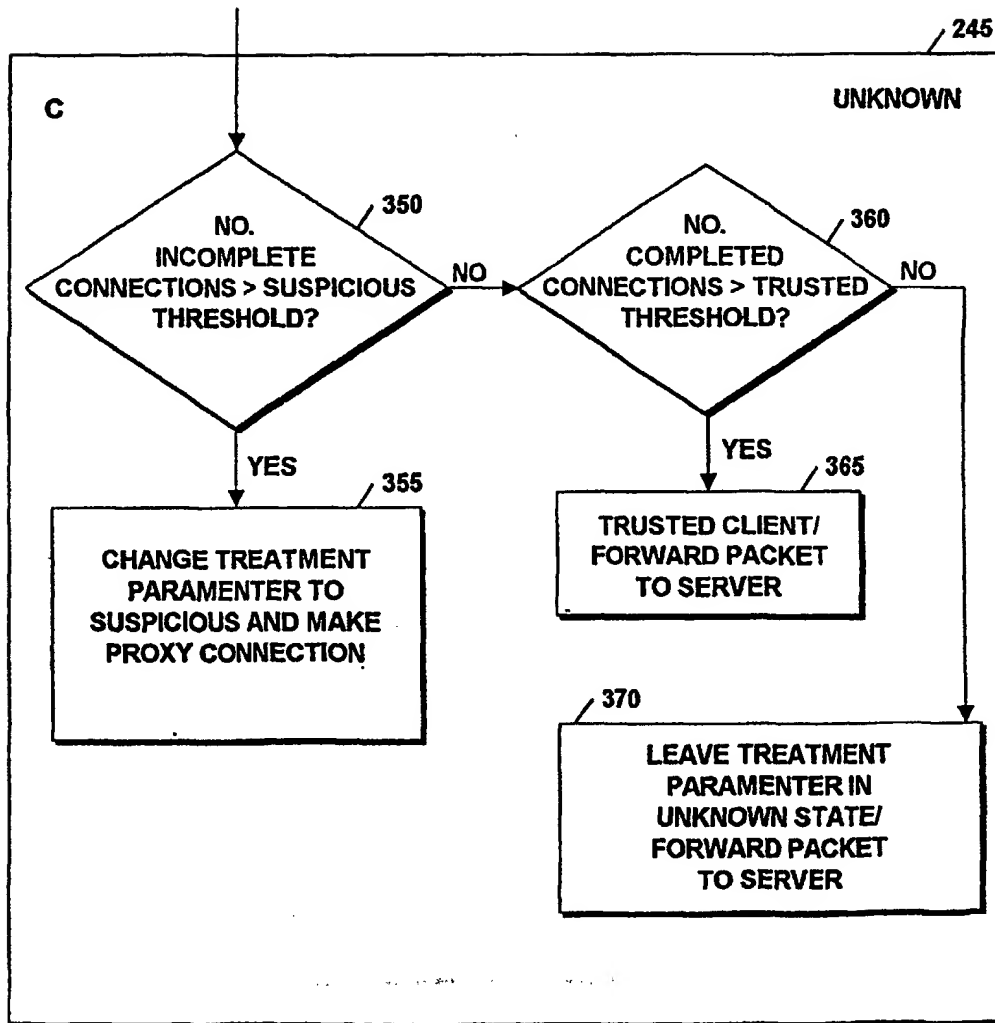 245
C
UNKNOWN
350
NO.
INCOMPLETE
CONNECTIONS > SUSPICIOUS
THRESHOLD?
NO
360
NO.
COMPLETED
CONNECTIONS > TRUSTED
THRESHOLD?
NO
YES
355
CHANGE TREATMENT
PARAMENTER TO
SUSPICIOUS AND MAKE
PROXY CONNECTION
YES
365
TRUSTED CLIENT/
FORWARD PACKET
TO SERVER
370
LEAVE TREATMENT
PARAMENTER IN
UNKNOWN STATE/
FORWARD PACKET
TO SERVER